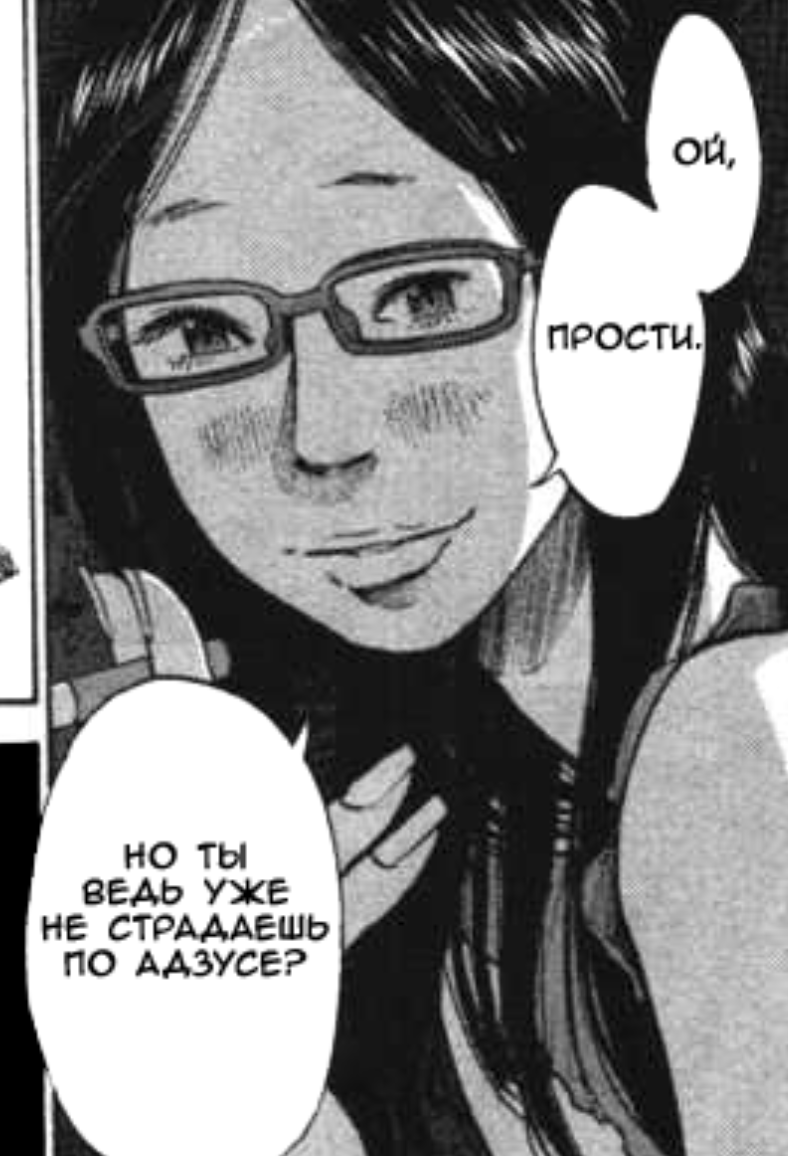 ОЙ,
ПРОСТИ.
НО ТЫ
ВЕДЬ УЖЕ
НЕ СТРАДАЕШЬ
ПО АДЗУСЕ?